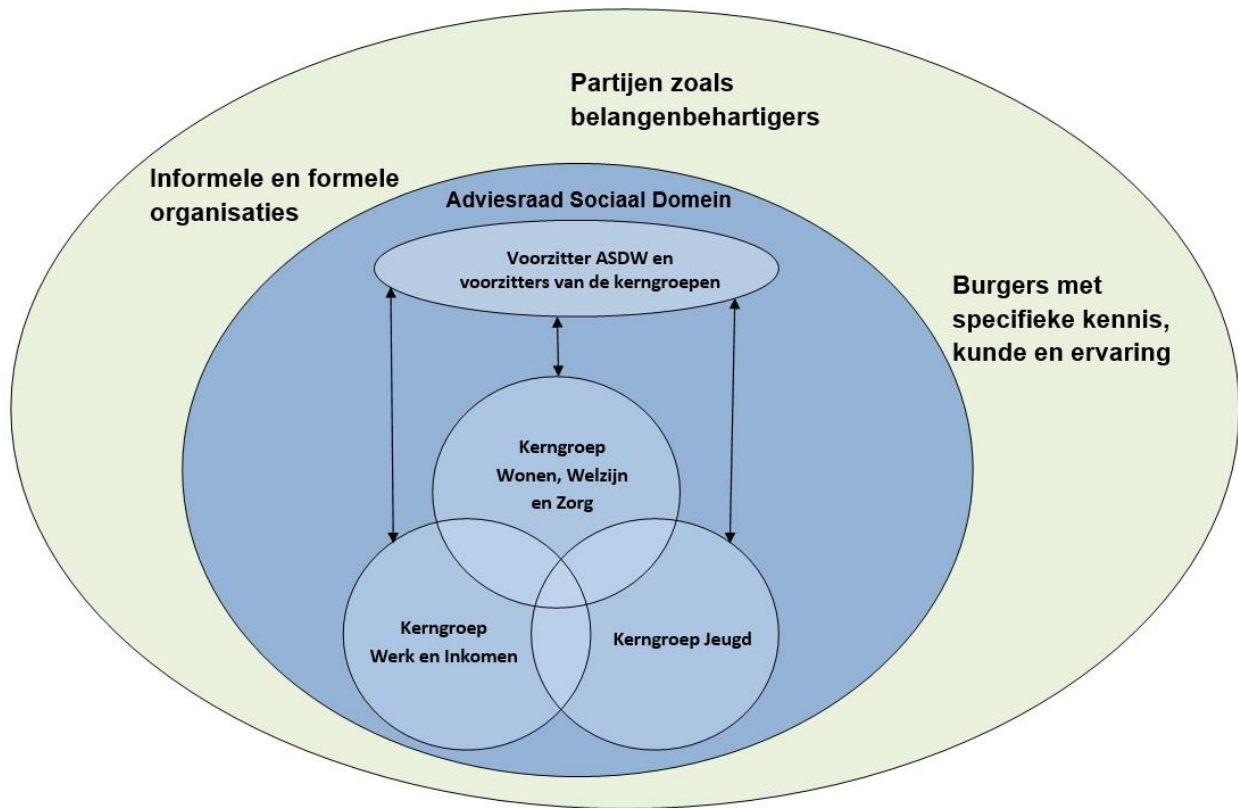 Partijen zoals
belangenbehartigers
Informele en formele
organisaties
Adviesraad Sociaal Domein
Voorzitter ASDW en
voorzitters van de kerngroepen
Burgers met
specifieke kennis,
kunde en ervaring
Kerngroep
Wonen, Welzijn
en Zorg
Kerngroep
Werk en Inkomen
Kerngroep Jeugd